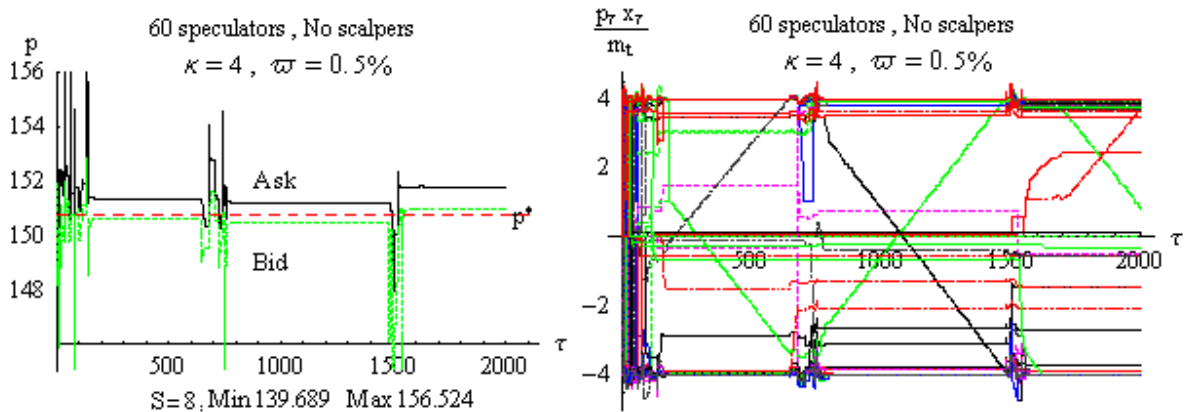 60 speculators , No scalpers
κ = 4 , ϖ = 0.5%
p
156
154
152
150
148
Ask
Bid
p*
500
1000
1500
2000
τ
S= 8, Min 139.689 Max 156.524
60 speculators , No scalpers
κ = 4 , ϖ = 0.5%
p_τ x_τ
m_t
4
2
−2
−4
500
1000
1500
2000
τ